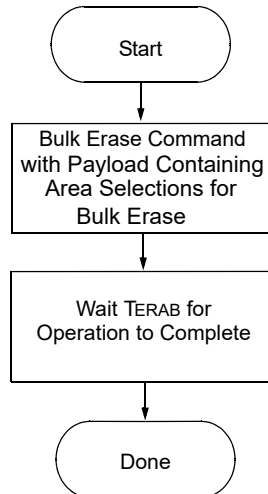 Start
Bulk Erase Command
with Payload Containing
Area Selections for
Bulk Erase
Wait TERAB for
Operation to Complete
Done